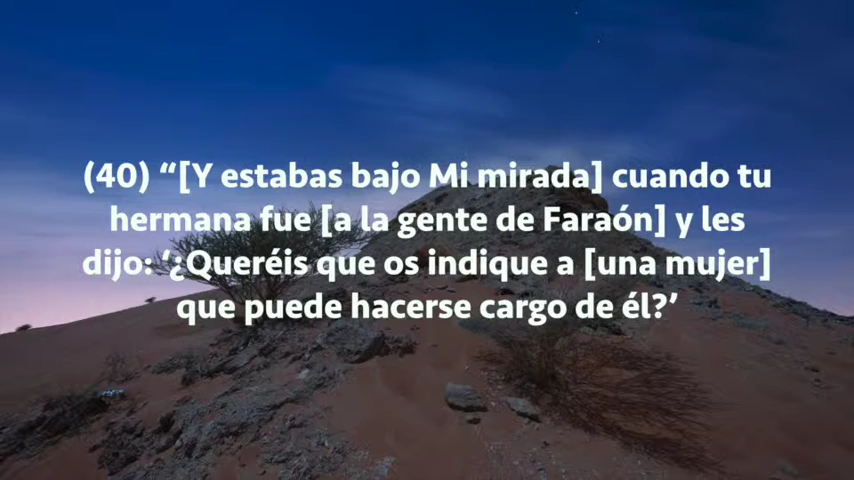 (40) “[Y estabas bajo Mi mirada] cuando tu
hermana fue [a la gente de Faraón] y les
dijo: ‘¿Queréis que os indique a [una mujer]
que puede hacerse cargo de él?’